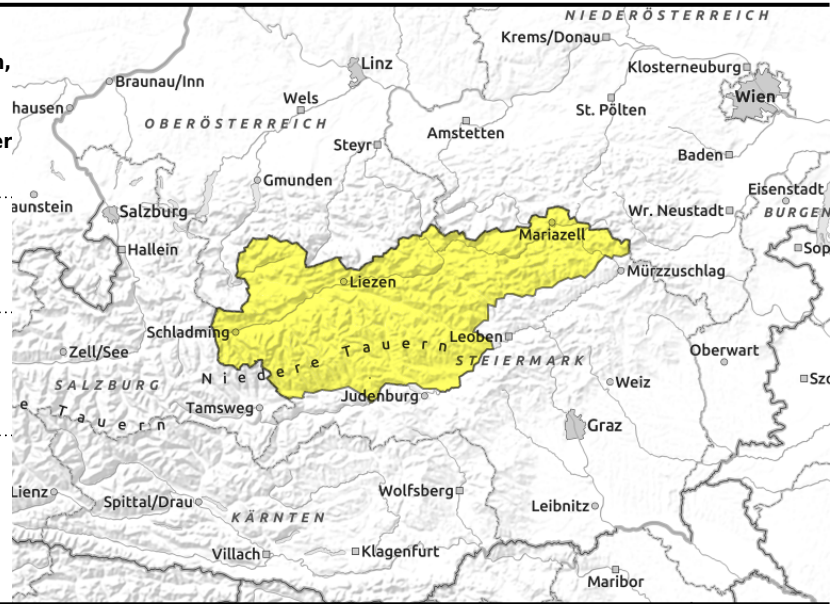 NIEDERÖSTERREICH
Krems/Donau
Linz
Klosterneuburg
Braunau/Inn
Wien
Wels
St. Pölten
OBERÖSTERREICH
Amstetten
Steyr
Baden
Gmunden
Eisenstadt
Salzburg
Wr. Neustadt
BURGEN
Mariazell
Hallein
Sop
Mürzzuschlag
Liezen
Schladming
Leoben
Niedere Tauern
Zell/See
STEIERMARK
Oberwart
SALZBURG
Weiz
Szo
Judenburg
Tamsweg
e Tauern
Graz
Lienz
Wolfsberg
Spittal/Drau
Leibnitz
KÄRNTEN
Villach
Klagenfurt
Maribor